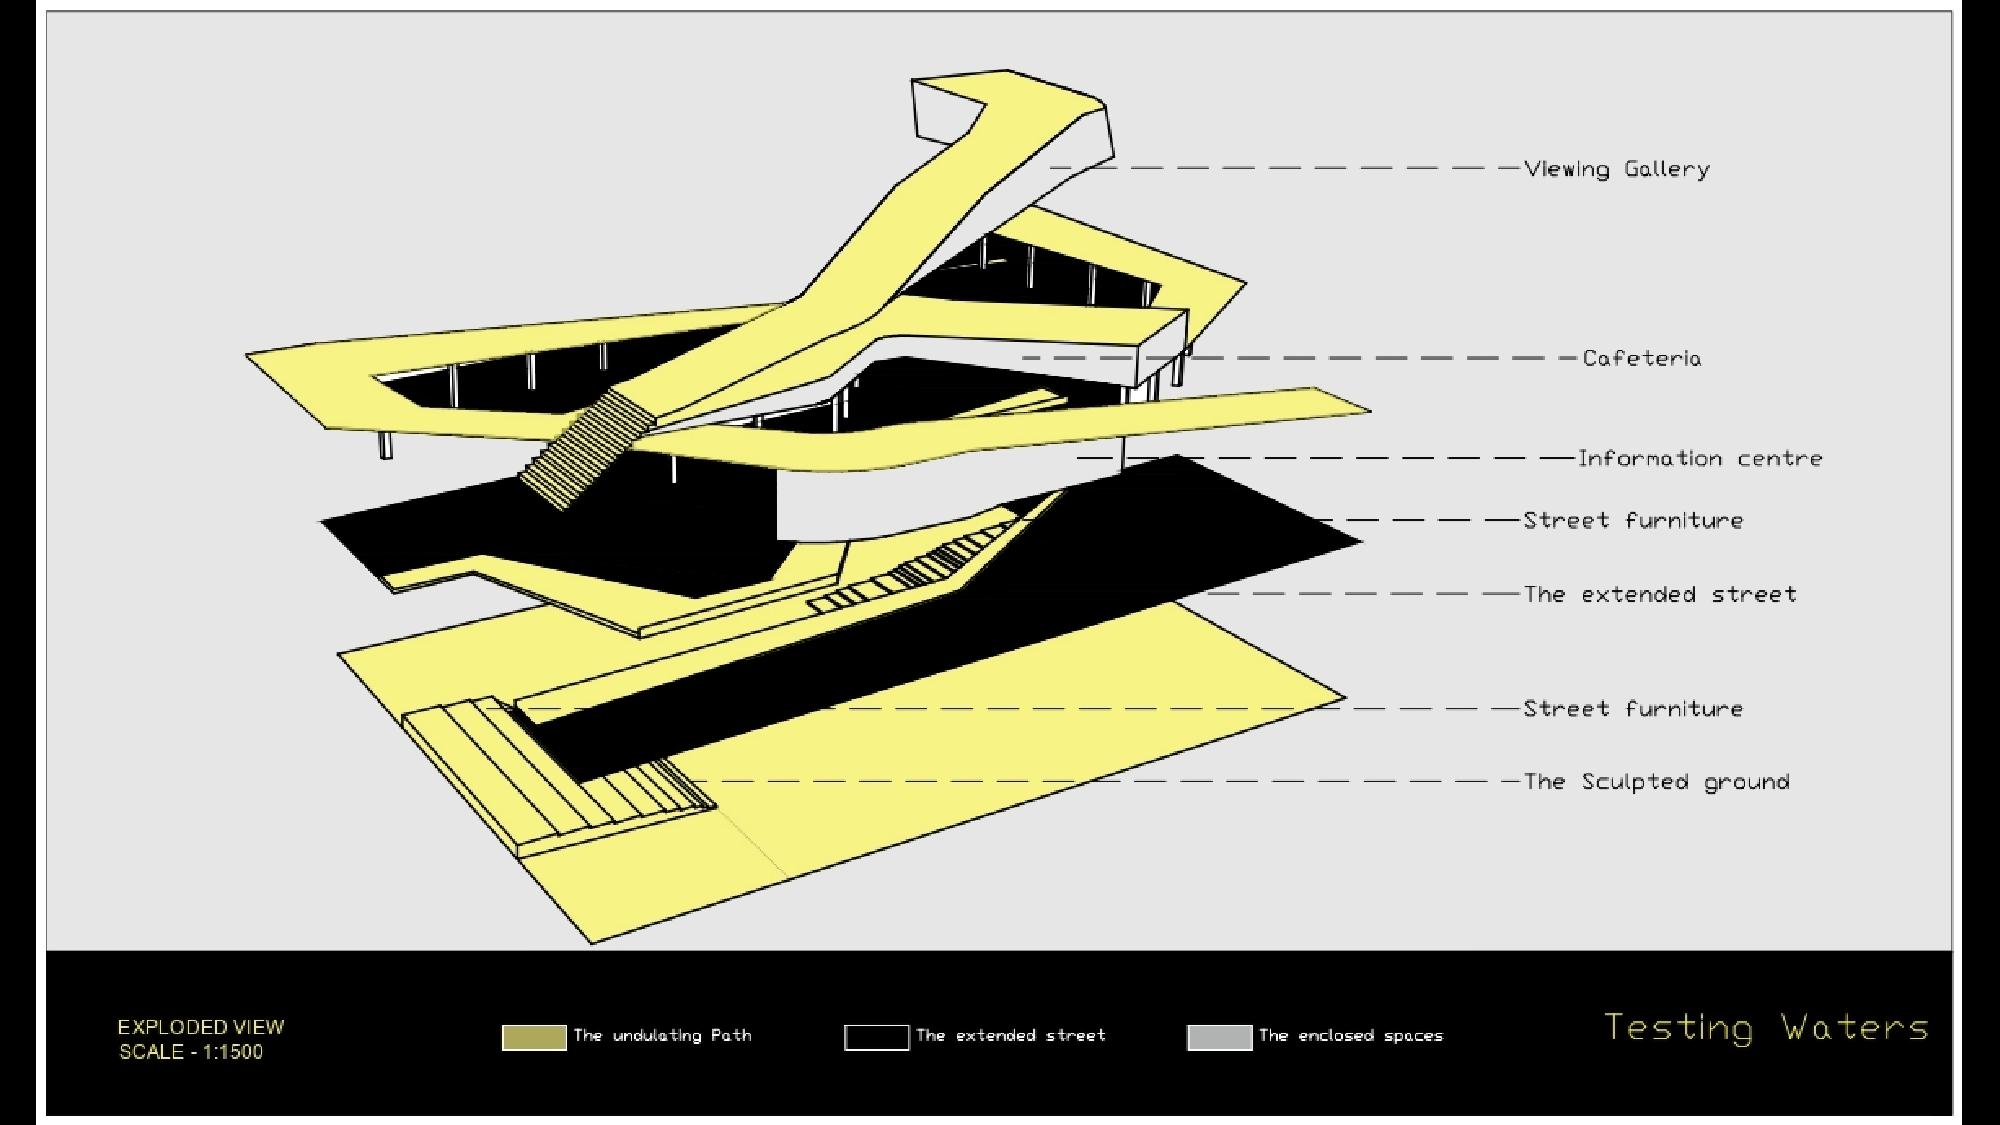 Viewing Gallery
Cafeteria
Information centre
Street furniture
The extended street
Street furniture
The Sculpted ground
EXPLODED VIEW
SCALE - 1:1500
The undulating Path
The extended street
The enclosed spaces
Testing Waters